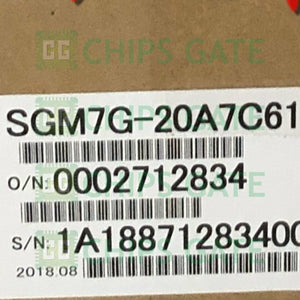 CHIPS GATE
SGM7G-20A7C61
O/N: 0002712834
S/N: 1A18871283400
2018.08